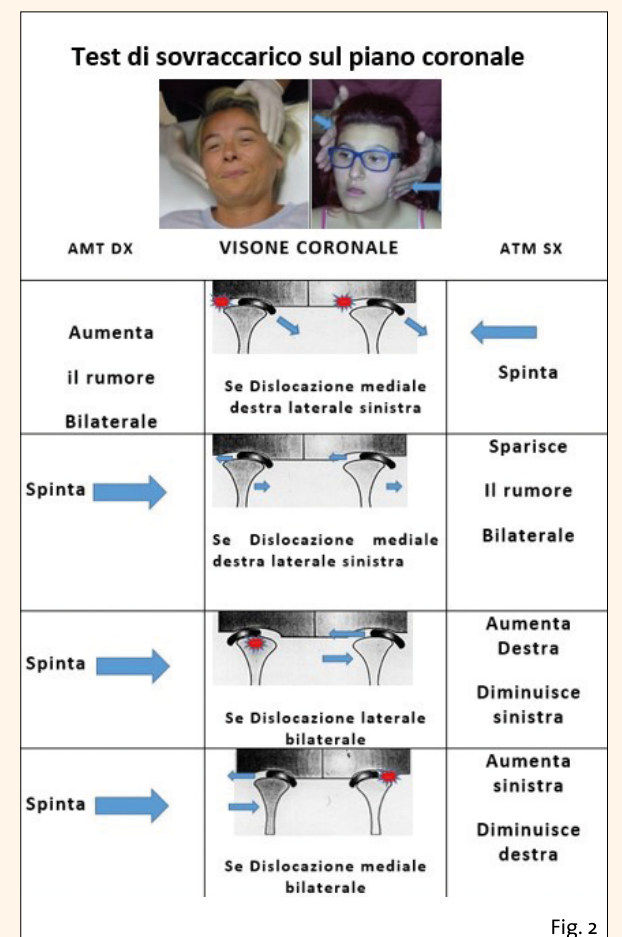 Test di sovraccarico sul piano coronale
AMT DX
VISONE CORONALE
ATM SX
Aumenta
il rumore
Bilaterale
Se Dislocazione mediale
destra laterale sinistra
Spinta
Spinta
Se Dislocazione mediale
destra laterale sinistra
Sparisce
Il rumore
Bilaterale
Spinta
Se Dislocazione laterale
bilaterale
Aumenta
Destra
Diminuisce
sinistra
Spinta
Se Dislocazione mediale
bilaterale
Aumenta
sinistra
Diminuisce
destra
Fig. 2